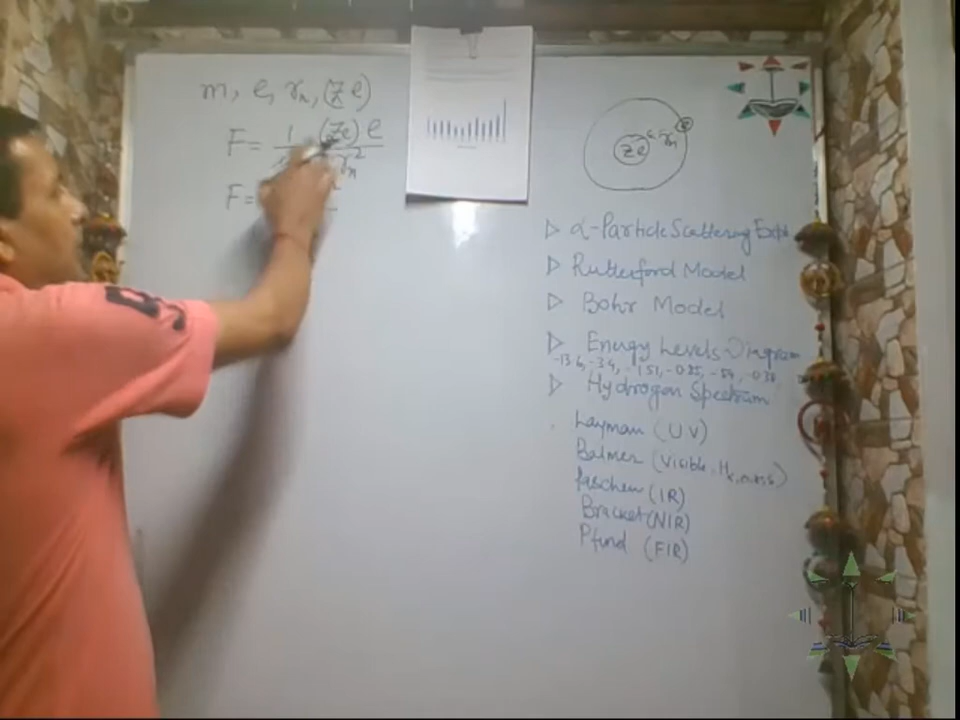 m, e, rₙ, (Ze)
F = 1 (Ze) e
rₙ²
F =
Ze
rₙ
▷ α-Particle Scattering Expt
▷ Rutterford Model
▷ Bohr Model
▷ Energy Levels Diagram
-13.6, -3.4, -1.51, -0.85, -.54, -0.38
▷ Hydrogen Spectrum
Layman (UV)
Balmer (Visible,
Paschen (IR)
Bracket (NIR)
Pfund (FIR)